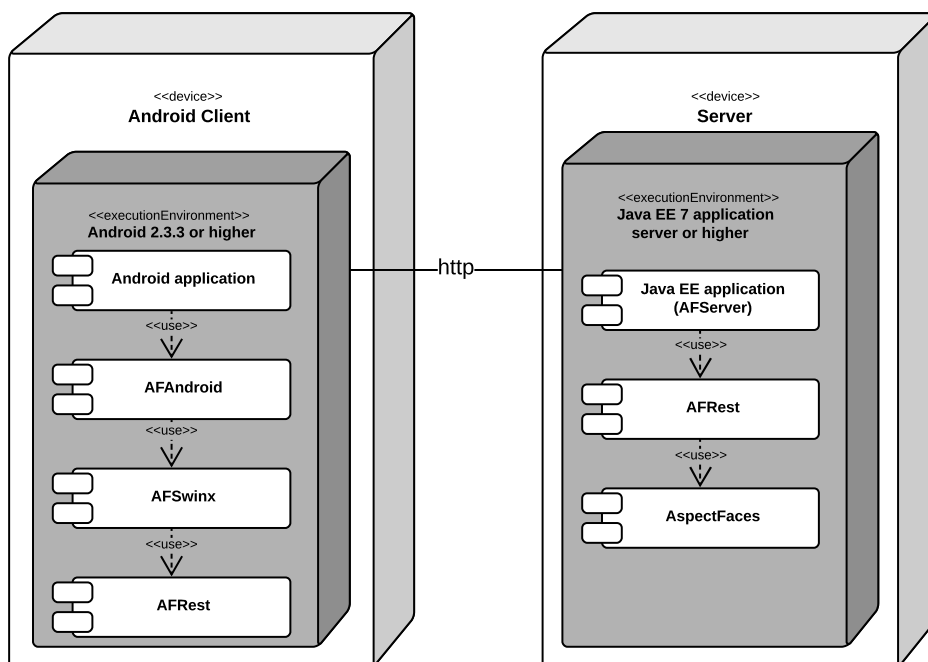 <<device>>
Android Client
<<executionEnvironment>>
Android 2.3.3 or higher
Android application
<<use>>
AFAndroid
<<use>>
AFSwinx
<<use>>
AFRest
http
<<device>>
Server
<<executionEnvironment>>
Java EE 7 application
server or higher
Java EE application
(AFServer)
<<use>>
AFRest
<<use>>
AspectFaces